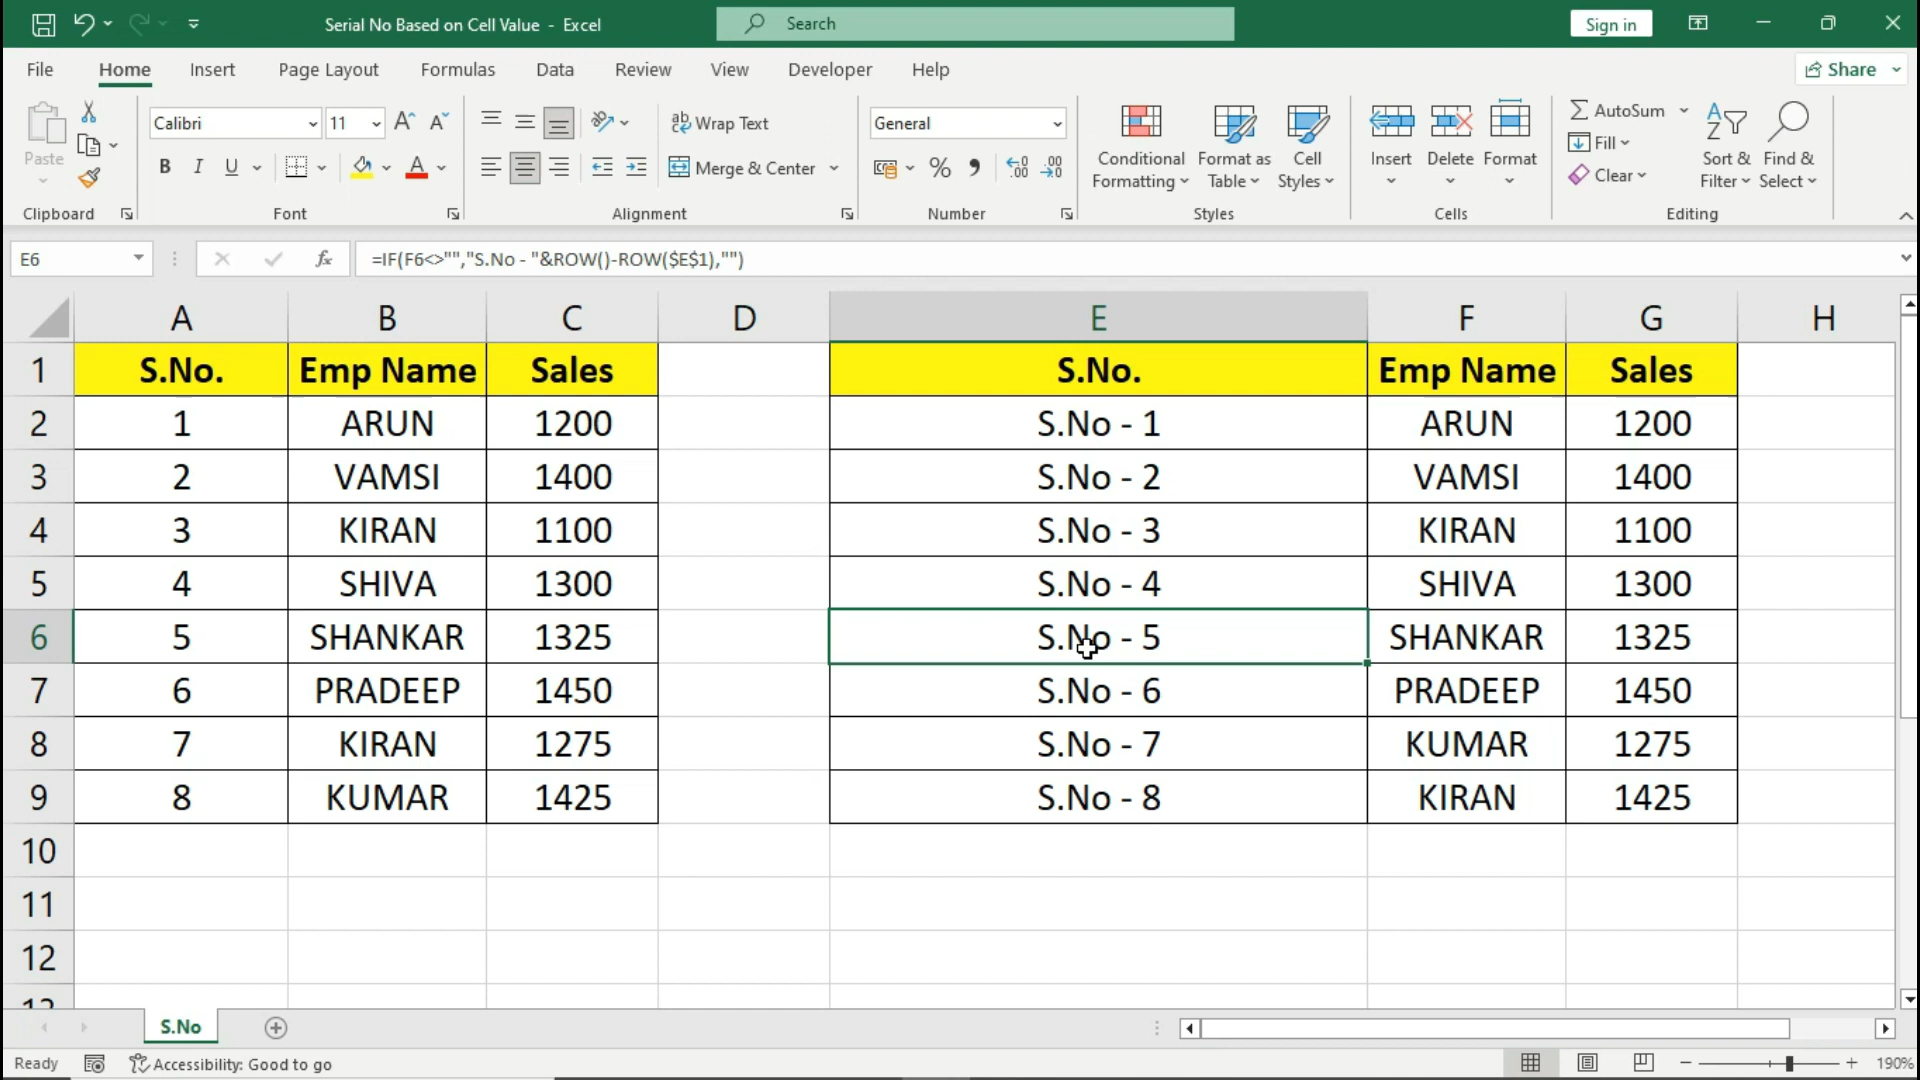 Serial No Based on Cell Value - Excel
Search
Sign in
File Home Insert Page Layout Formulas Data Review View Developer Help
Share
Paste
Calibri 11
B I U
Wrap Text
Merge & Center
General
Conditional Formatting
Format as Table
Cell Styles
Insert Delete Format
AutoSum
Fill
Clear
Sort & Filter
Find & Select
Clipboard Font Alignment Number Styles Cells Editing
E6 fx =IF(F6<>"","S.No - "&ROW()-ROW($E$1),"")
A B C D E F G H
1 S.No. Emp Name Sales S.No. Emp Name Sales
2 1 ARUN 1200 S.No - 1 ARUN 1200
3 2 VAMSI 1400 S.No - 2 VAMSI 1400
4 3 KIRAN 1100 S.No - 3 KIRAN 1100
5 4 SHIVA 1300 S.No - 4 SHIVA 1300
6 5 SHANKAR 1325 S.No - 5 SHANKAR 1325
7 6 PRADEEP 1450 S.No - 6 PRADEEP 1450
8 7 KIRAN 1275 S.No - 7 KUMAR 1275
9 8 KUMAR 1425 S.No - 8 KIRAN 1425
10
11
12
S.No
Ready Accessibility: Good to go 190%